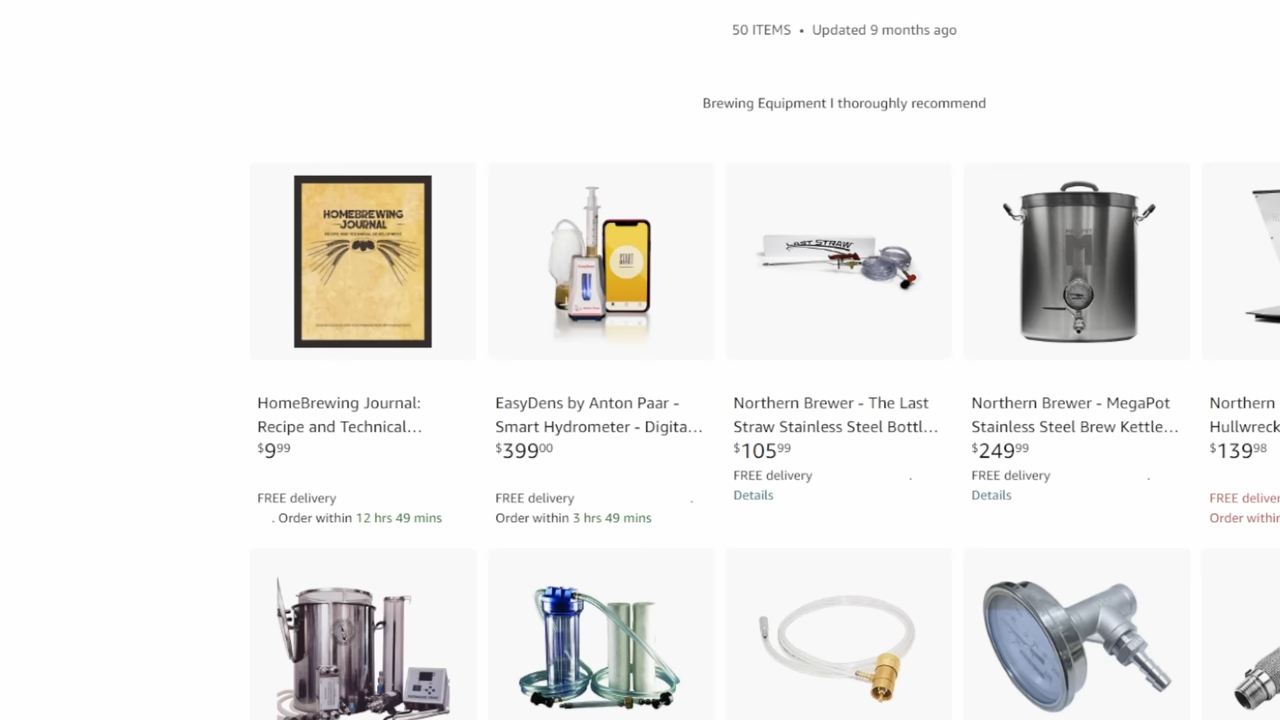 50 ITEMS • Updated 9 months ago
Brewing Equipment I thoroughly recommend
HOMEBREWING
JOURNAL
LAST STRAW
START
HomeBrewing Journal:
Recipe and Technical…
$9.99
FREE delivery
. Order within 12 hrs 49 mins
EasyDens by Anton Paar -
Smart Hydrometer - Digita…
$399.00
FREE delivery .
Order within 3 hrs 49 mins
Northern Brewer - The Last
Straw Stainless Steel Bottl…
$105.99
FREE delivery .
Details
Northern Brewer - MegaPot
Stainless Steel Brew Kettle…
$249.99
FREE delivery .
Details
Northern
Hullwreck
$139.98
FREE deliver
Order within